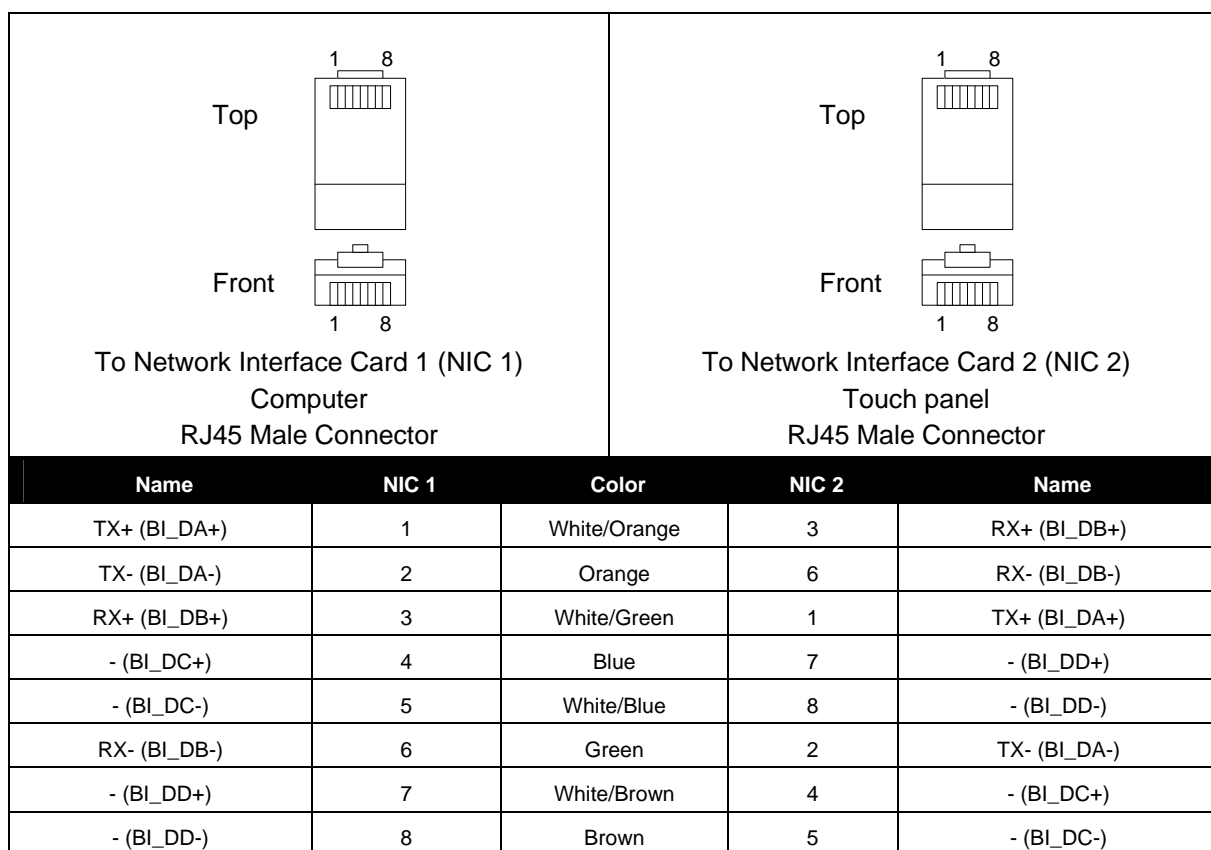 1 8
Top
Front
1 8
To Network Interface Card 1 (NIC 1)
Computer
RJ45 Male Connector
1 8
Top
Front
1 8
To Network Interface Card 2 (NIC 2)
Touch panel
RJ45 Male Connector
Name NIC 1 Color NIC 2 Name
TX+ (BI_DA+) 1 White/Orange 3 RX+ (BI_DB+)
TX- (BI_DA-) 2 Orange 6 RX- (BI_DB-)
RX+ (BI_DB+) 3 White/Green 1 TX+ (BI_DA+)
- (BI_DC+) 4 Blue 7 - (BI_DD+)
- (BI_DC-) 5 White/Blue 8 - (BI_DD-)
RX- (BI_DB-) 6 Green 2 TX- (BI_DA-)
- (BI_DD+) 7 White/Brown 4 - (BI_DC+)
- (BI_DD-) 8 Brown 5 - (BI_DC-)